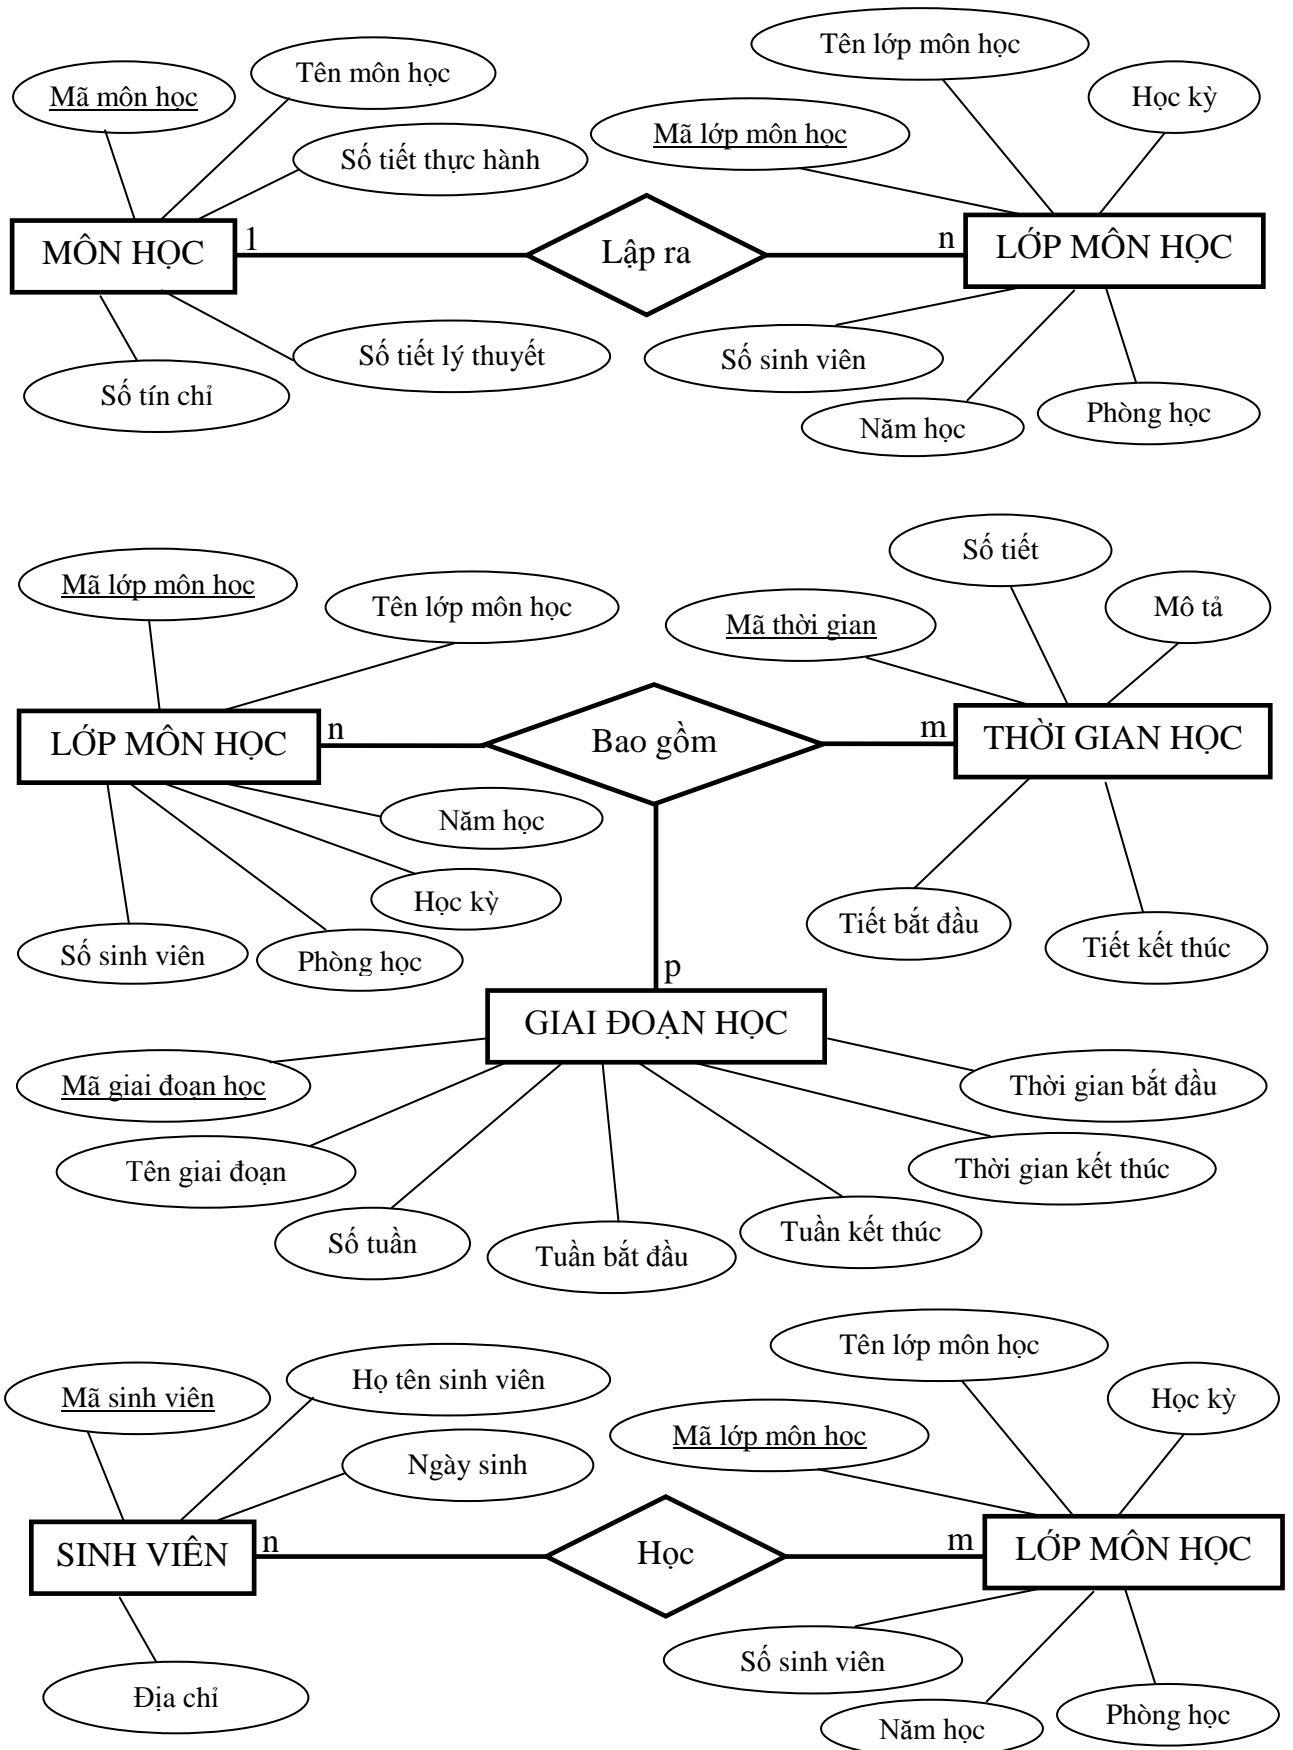 Tên lớp môn học
Tên môn học
Mã môn học
Học kỳ
Mã lớp môn học
Số tiết thực hành
MÔN HỌC
1
Lập ra
n
LỚP MÔN HỌC
Số tiết lý thuyết
Số sinh viên
Số tín chỉ
Năm học
Phòng học
Số tiết
Mã lớp môn học
Tên lớp môn học
Mô tả
Mã thời gian
LỚP MÔN HỌC
n
Bao gồm
m
THỜI GIAN HỌC
Năm học
Học kỳ
Tiết bắt đầu
Số sinh viên
Phòng học
Tiết kết thúc
p
GIAI ĐOẠN HỌC
Mã giai đoạn học
Thời gian bắt đầu
Tên giai đoạn
Thời gian kết thúc
Số tuần
Tuần bắt đầu
Tuần kết thúc
Tên lớp môn học
Họ tên sinh viên
Mã sinh viên
Học kỳ
Mã lớp môn học
Ngày sinh
SINH VIÊN
n
Học
m
LỚP MÔN HỌC
Số sinh viên
Địa chỉ
Năm học
Phòng học